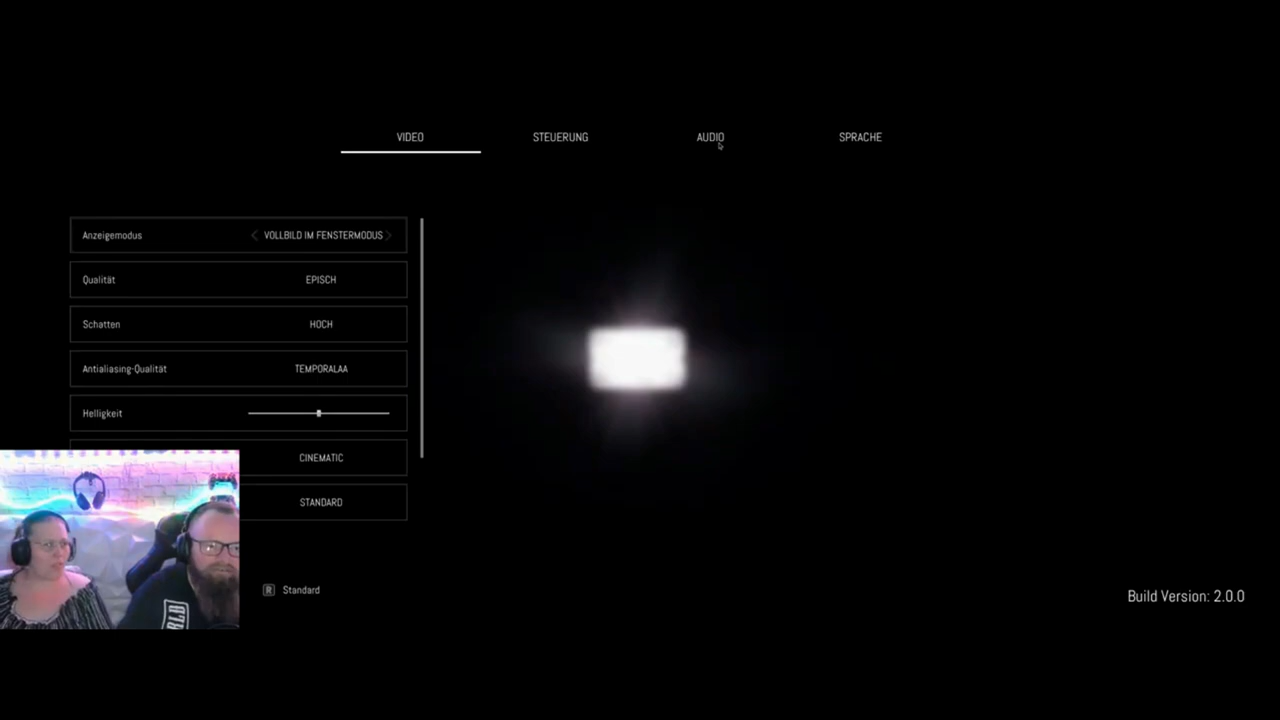 VIDEO
STEUERUNG
AUDIO
SPRACHE
Anzeigemodus
VOLLBILD IM FENSTERMODUS
Qualität
EPISCH
Schatten
HOCH
Antialiasing-Qualität
TEMPORALAA
Helligkeit
CINEMATIC
STANDARD
R Standard
Build Version: 2.0.0